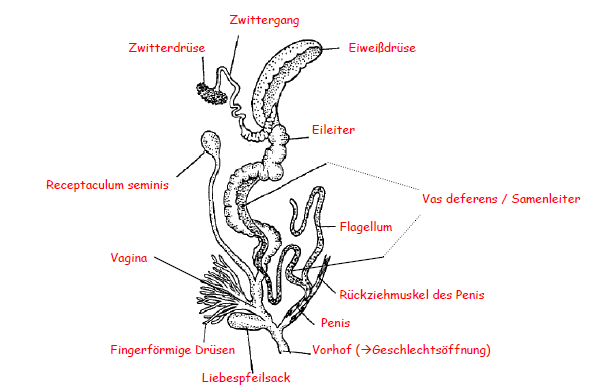 Zwittergang
Zwitterdrüse
Eiweißdrüse
Eileiter
Receptaculum seminis
Vas deferens / Samenleiter
Flagellum
Vagina
Rückziehmuskel des Penis
Penis
Fingerförmige Drüsen
Vorhof (→Geschlechtsöffnung)
Liebespfeilsack